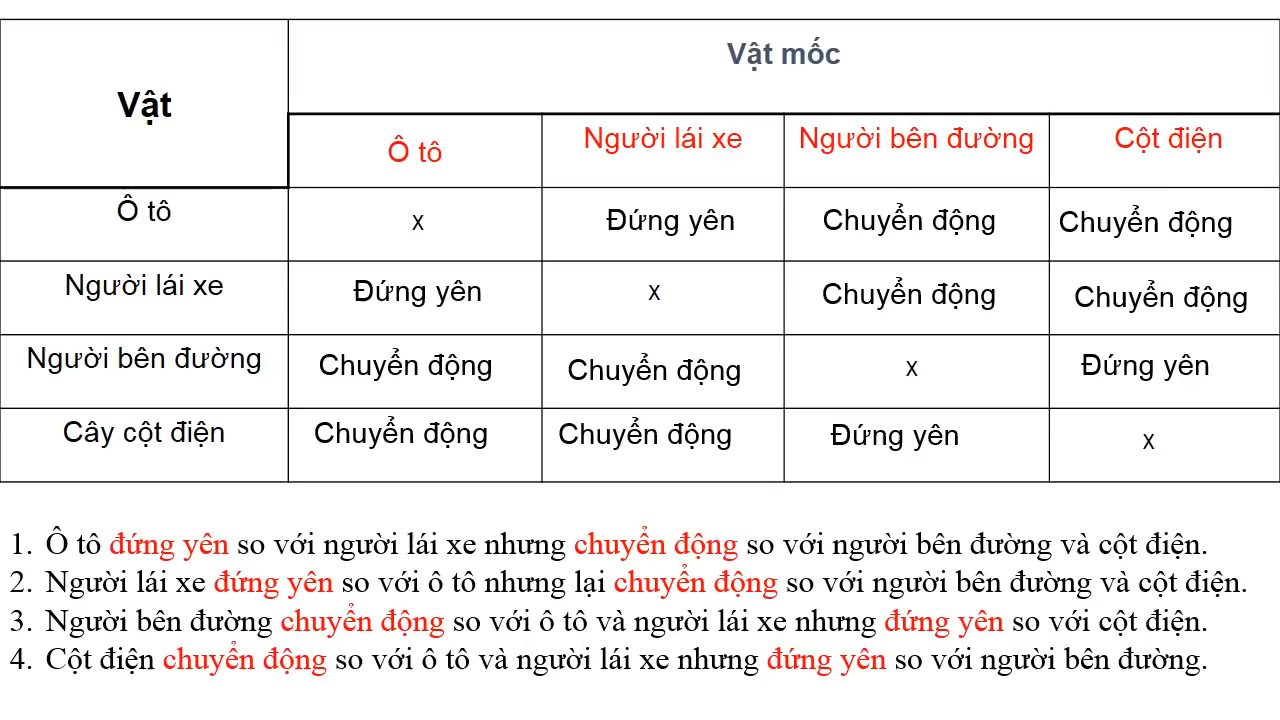 Vật mốc
Vật
Ô tô Người lái xe Người bên đường Cột điện
Ô tô x Đứng yên Chuyển động Chuyển động
Người lái xe Đứng yên x Chuyển động Chuyển động
Người bên đường Chuyển động Chuyển động x Đứng yên
Cây cột điện Chuyển động Chuyển động Đứng yên x
1. Ô tô đứng yên so với người lái xe nhưng chuyển động so với người bên đường và cột điện.
2. Người lái xe đứng yên so với ô tô nhưng lại chuyển động so với người bên đường và cột điện.
3. Người bên đường chuyển động so với ô tô và người lái xe nhưng đứng yên so với cột điện.
4. Cột điện chuyển động so với ô tô và người lái xe nhưng đứng yên so với người bên đường.